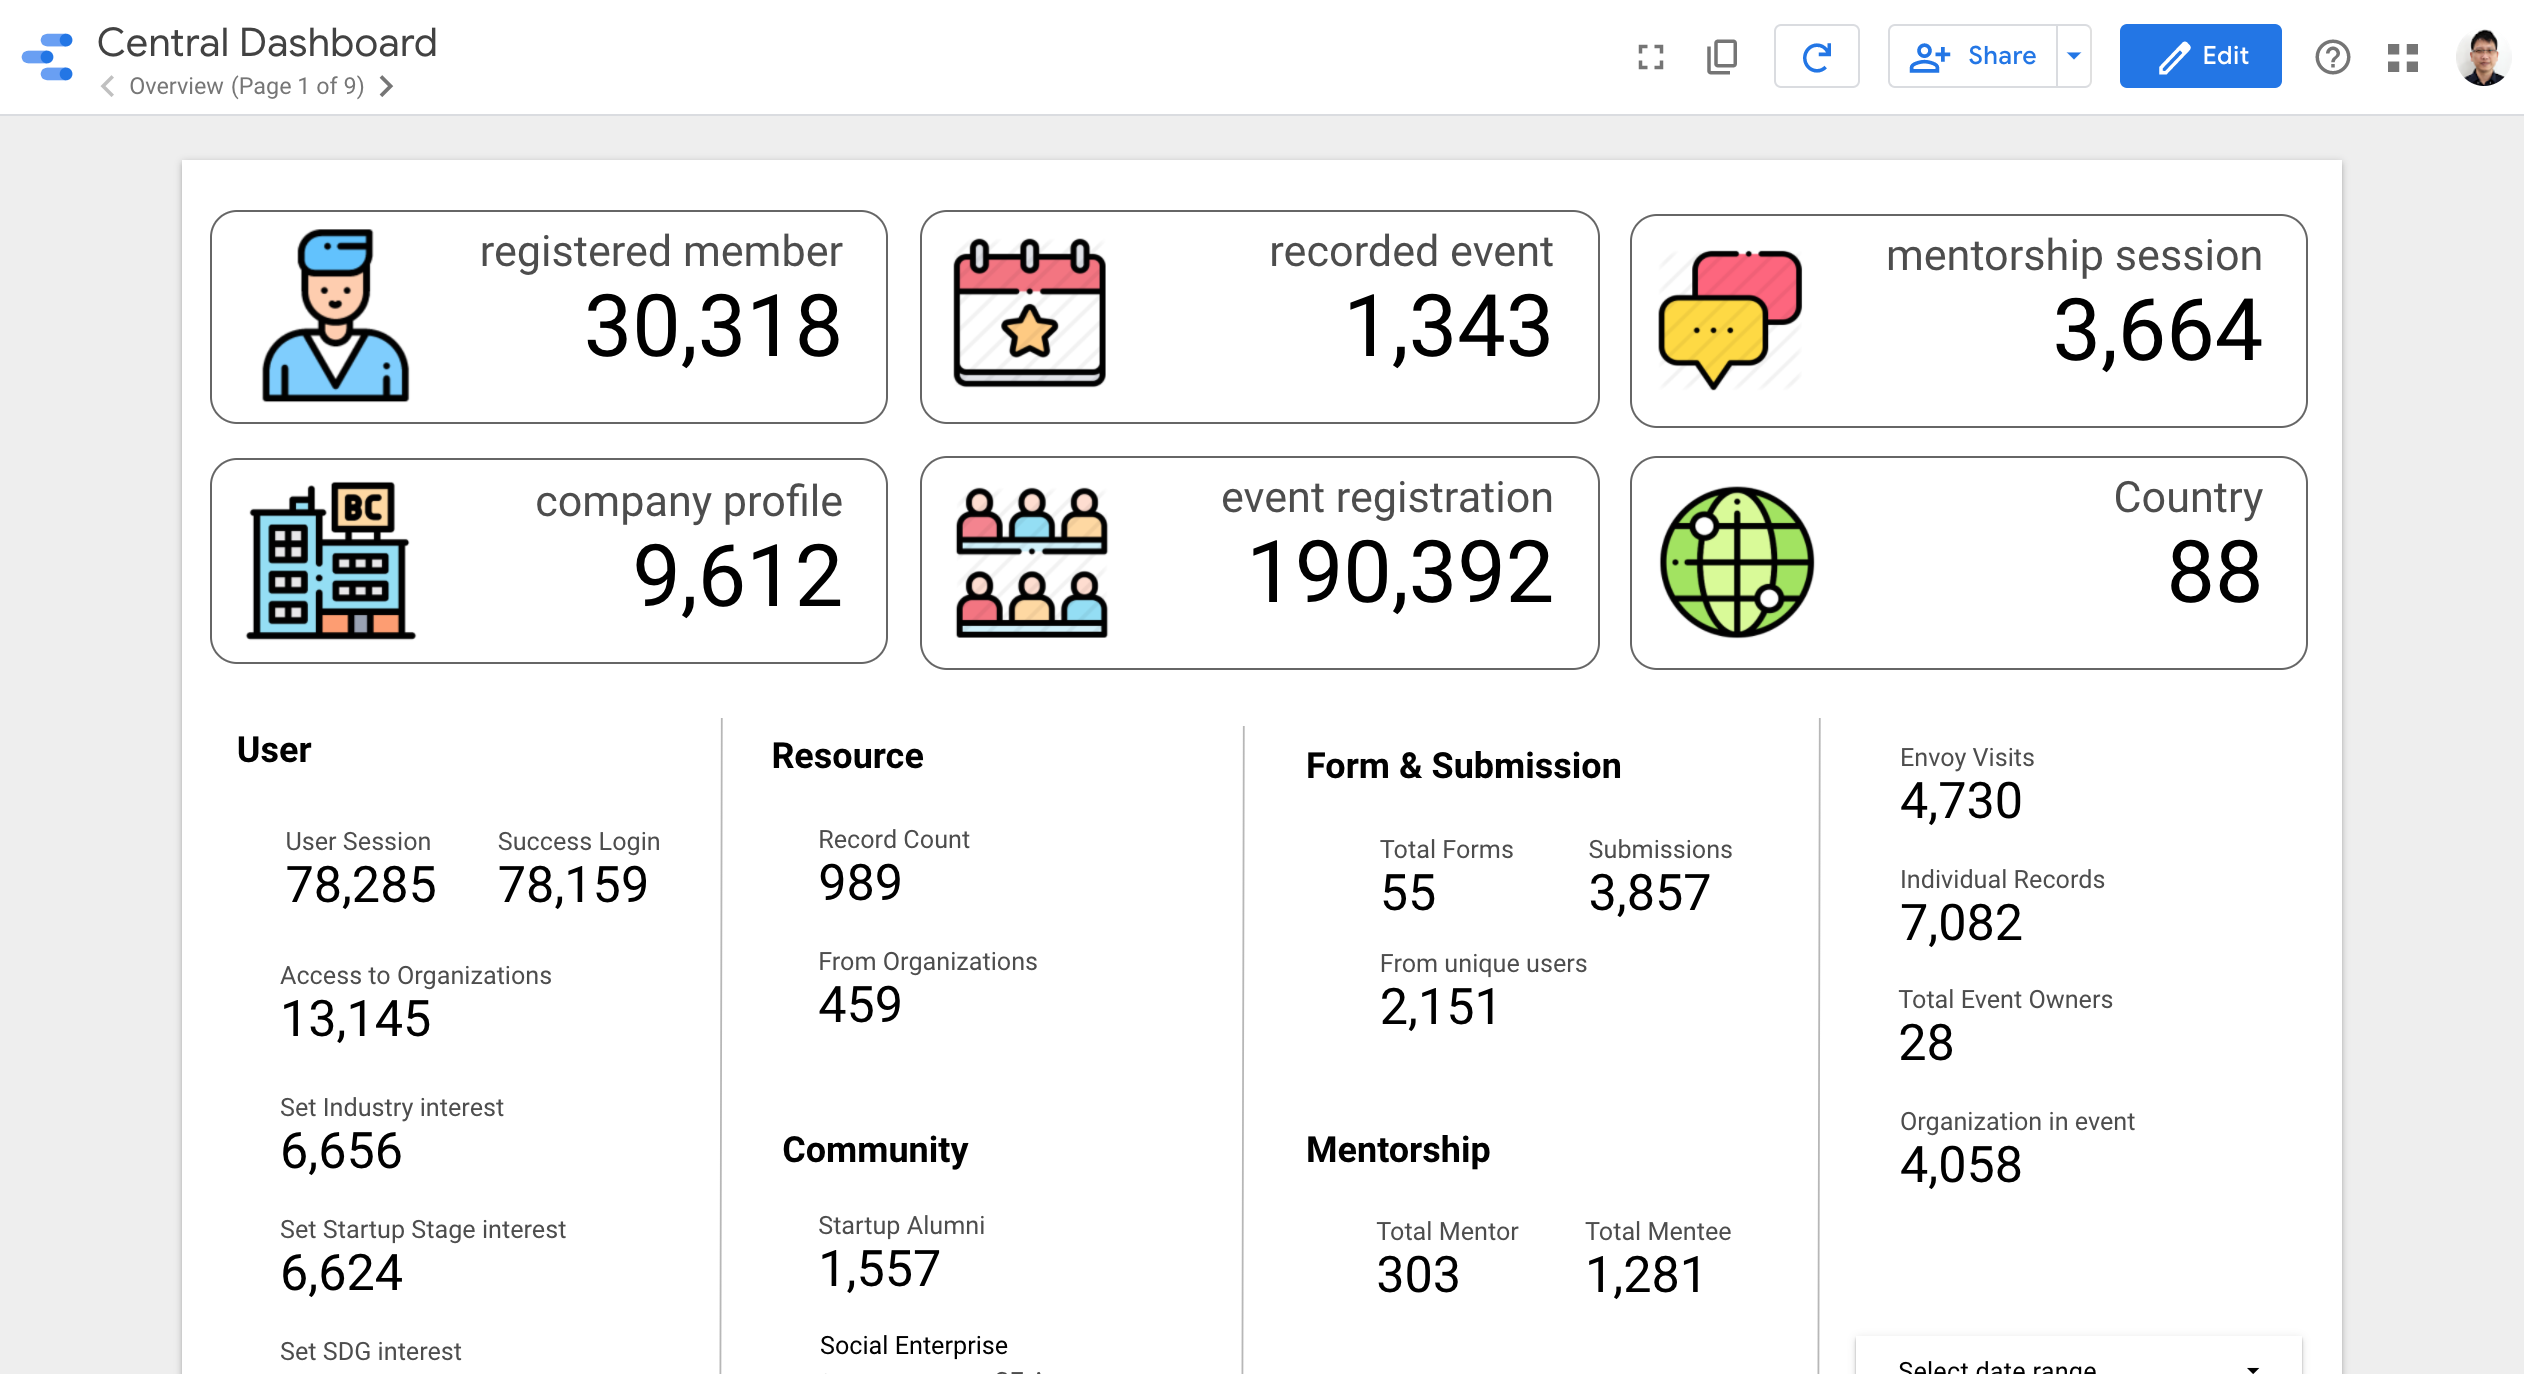 Central Dashboard
Overview (Page 1 of 9)
Share
Edit
registered member
30,318
recorded event
1,343
mentorship session
3,664
company profile
9,612
BC
event registration
190,392
Country
88
User
User Session
78,285
Success Login
78,159
Access to Organizations
13,145
Set Industry interest
6,656
Set Startup Stage interest
6,624
Set SDG interest
Resource
Record Count
989
From Organizations
459
Community
Startup Alumni
1,557
Social Enterprise
Form & Submission
Total Forms
55
Submissions
3,857
From unique users
2,151
Mentorship
Total Mentor
303
Total Mentee
1,281
Envoy Visits
4,730
Individual Records
7,082
Total Event Owners
28
Organization in event
4,058
Select date range